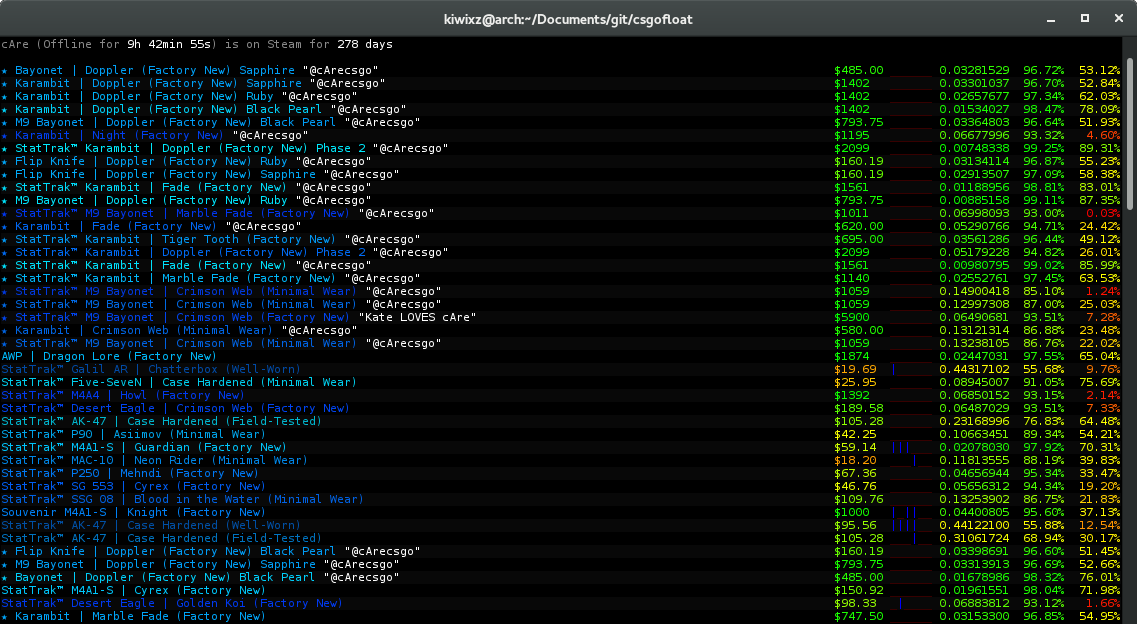 kiwixz@arch:~/Documents/git/csgofloat
cAre (Offline for 9h 42min 55s) is on Steam for 278 days
★ Bayonet | Doppler (Factory New) Sapphire "@cArecsgo" $485.00 0.03281529 96.72% 53.12%
★ Karambit | Doppler (Factory New) Sapphire "@cArecsgo" $1402 0.03301037 96.70% 52.84%
★ Karambit | Doppler (Factory New) Ruby "@cArecsgo" $1402 0.02657677 97.34% 62.03%
★ Karambit | Doppler (Factory New) Black Pearl "@cArecsgo" $1402 0.01534027 98.47% 78.09%
★ M9 Bayonet | Doppler (Factory New) Black Pearl "@cArecsgo" $793.75 0.03364803 96.64% 51.93%
★ Karambit | Night (Factory New) "@cArecsgo" $1195 0.06677996 93.32% 4.60%
★ StatTrak™ Karambit | Doppler (Factory New) Phase 2 "@cArecsgo" $2099 0.00748338 99.25% 89.31%
★ Flip Knife | Doppler (Factory New) Ruby "@cArecsgo" $160.19 0.03134114 96.87% 55.23%
★ Flip Knife | Doppler (Factory New) Sapphire "@cArecsgo" $160.19 0.02913507 97.09% 58.38%
★ StatTrak™ Karambit | Fade (Factory New) "@cArecsgo" $1561 0.01188956 98.81% 83.01%
★ M9 Bayonet | Doppler (Factory New) Ruby "@cArecsgo" $793.75 0.00885158 99.11% 87.35%
★ StatTrak™ M9 Bayonet | Marble Fade (Factory New) "@cArecsgo" $1011 0.06998093 93.00% 0.03%
★ Karambit | Fade (Factory New) "@cArecsgo" $620.00 0.05290766 94.71% 24.42%
★ StatTrak™ Karambit | Tiger Tooth (Factory New) "@cArecsgo" $695.00 0.03561286 96.44% 49.12%
★ StatTrak™ Karambit | Doppler (Factory New) Phase 2 "@cArecsgo" $2099 0.05179228 94.82% 26.01%
★ StatTrak™ Karambit | Fade (Factory New) "@cArecsgo" $1561 0.00980795 99.02% 85.99%
★ StatTrak™ Karambit | Marble Fade (Factory New) "@cArecsgo" $1140 0.02552761 97.45% 63.53%
★ StatTrak™ M9 Bayonet | Crimson Web (Minimal Wear) "@cArecsgo" $1059 0.14900418 85.10% 1.24%
★ StatTrak™ M9 Bayonet | Crimson Web (Minimal Wear) "@cArecsgo" $1059 0.12997308 87.00% 25.03%
★ StatTrak™ M9 Bayonet | Crimson Web (Factory New) "Kate LOVES cAre" $5900 0.06490681 93.51% 7.28%
★ Karambit | Crimson Web (Minimal Wear) "@cArecsgo" $580.00 0.13121314 86.88% 23.48%
★ StatTrak™ M9 Bayonet | Crimson Web (Minimal Wear) "@cArecsgo" $1059 0.13238105 86.76% 22.02%
AWP | Dragon Lore (Factory New) $1874 0.02447031 97.55% 65.04%
StatTrak™ Galil AR | Chatterbox (Well-Worn) $19.69 0.44317102 55.68% 9.76%
StatTrak™ Five-SeveN | Case Hardened (Minimal Wear) $25.95 0.08945007 91.05% 75.69%
StatTrak™ M4A4 | Howl (Factory New) $1392 0.06850152 93.15% 2.14%
StatTrak™ Desert Eagle | Crimson Web (Factory New) $189.58 0.06487029 93.51% 7.33%
StatTrak™ AK-47 | Case Hardened (Field-Tested) $105.28 0.23168996 76.83% 64.48%
StatTrak™ P90 | Asiimov (Minimal Wear) $42.25 0.10663451 89.34% 54.21%
StatTrak™ M4A1-S | Guardian (Factory New) $59.14 0.02078030 97.92% 70.31%
StatTrak™ MAC-10 | Neon Rider (Minimal Wear) $18.20 0.11813555 88.19% 39.83%
StatTrak™ P250 | Mehndi (Factory New) $67.36 0.04656944 95.34% 33.47%
StatTrak™ SG 553 | Cyrex (Factory New) $46.76 0.05656312 94.34% 19.20%
StatTrak™ SSG 08 | Blood in the Water (Minimal Wear) $109.76 0.13253902 86.75% 21.83%
Souvenir M4A1-S | Knight (Factory New) $1000 0.04400805 95.60% 37.13%
StatTrak™ AK-47 | Case Hardened (Well-Worn) $95.56 0.44122100 55.88% 12.54%
StatTrak™ AK-47 | Case Hardened (Field-Tested) $105.28 0.31061724 68.94% 30.17%
★ Flip Knife | Doppler (Factory New) Black Pearl "@cArecsgo" $160.19 0.03398691 96.60% 51.45%
★ M9 Bayonet | Doppler (Factory New) Sapphire "@cArecsgo" $793.75 0.03313913 96.69% 52.66%
★ Bayonet | Doppler (Factory New) Black Pearl "@cArecsgo" $485.00 0.01678986 98.32% 76.01%
StatTrak™ M4A1-S | Cyrex (Factory New) $150.92 0.01961551 98.04% 71.98%
StatTrak™ Desert Eagle | Golden Koi (Factory New) $98.33 0.06883812 93.12% 1.66%
★ Karambit | Marble Fade (Factory New) $747.50 0.03153300 96.85% 54.95%